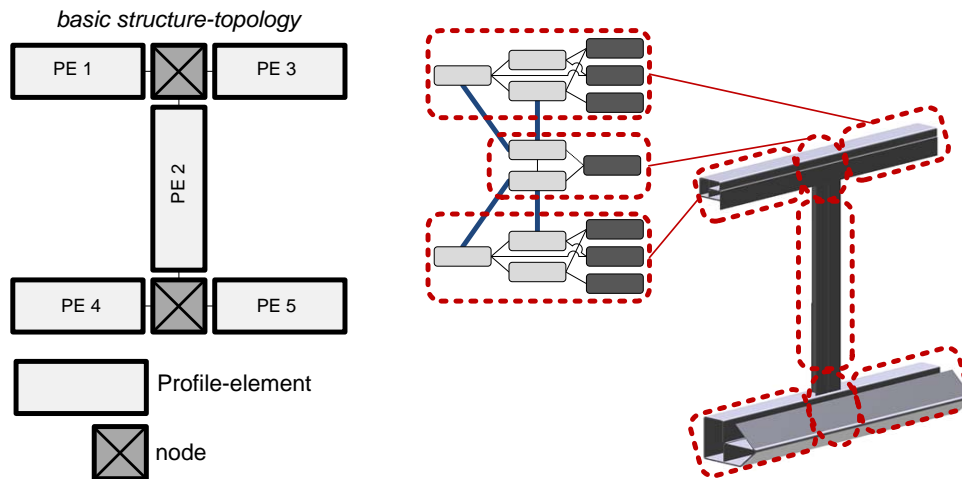 basic structure-topology
PE 1
PE 3
PE 2
PE 4
PE 5
Profile-element
node